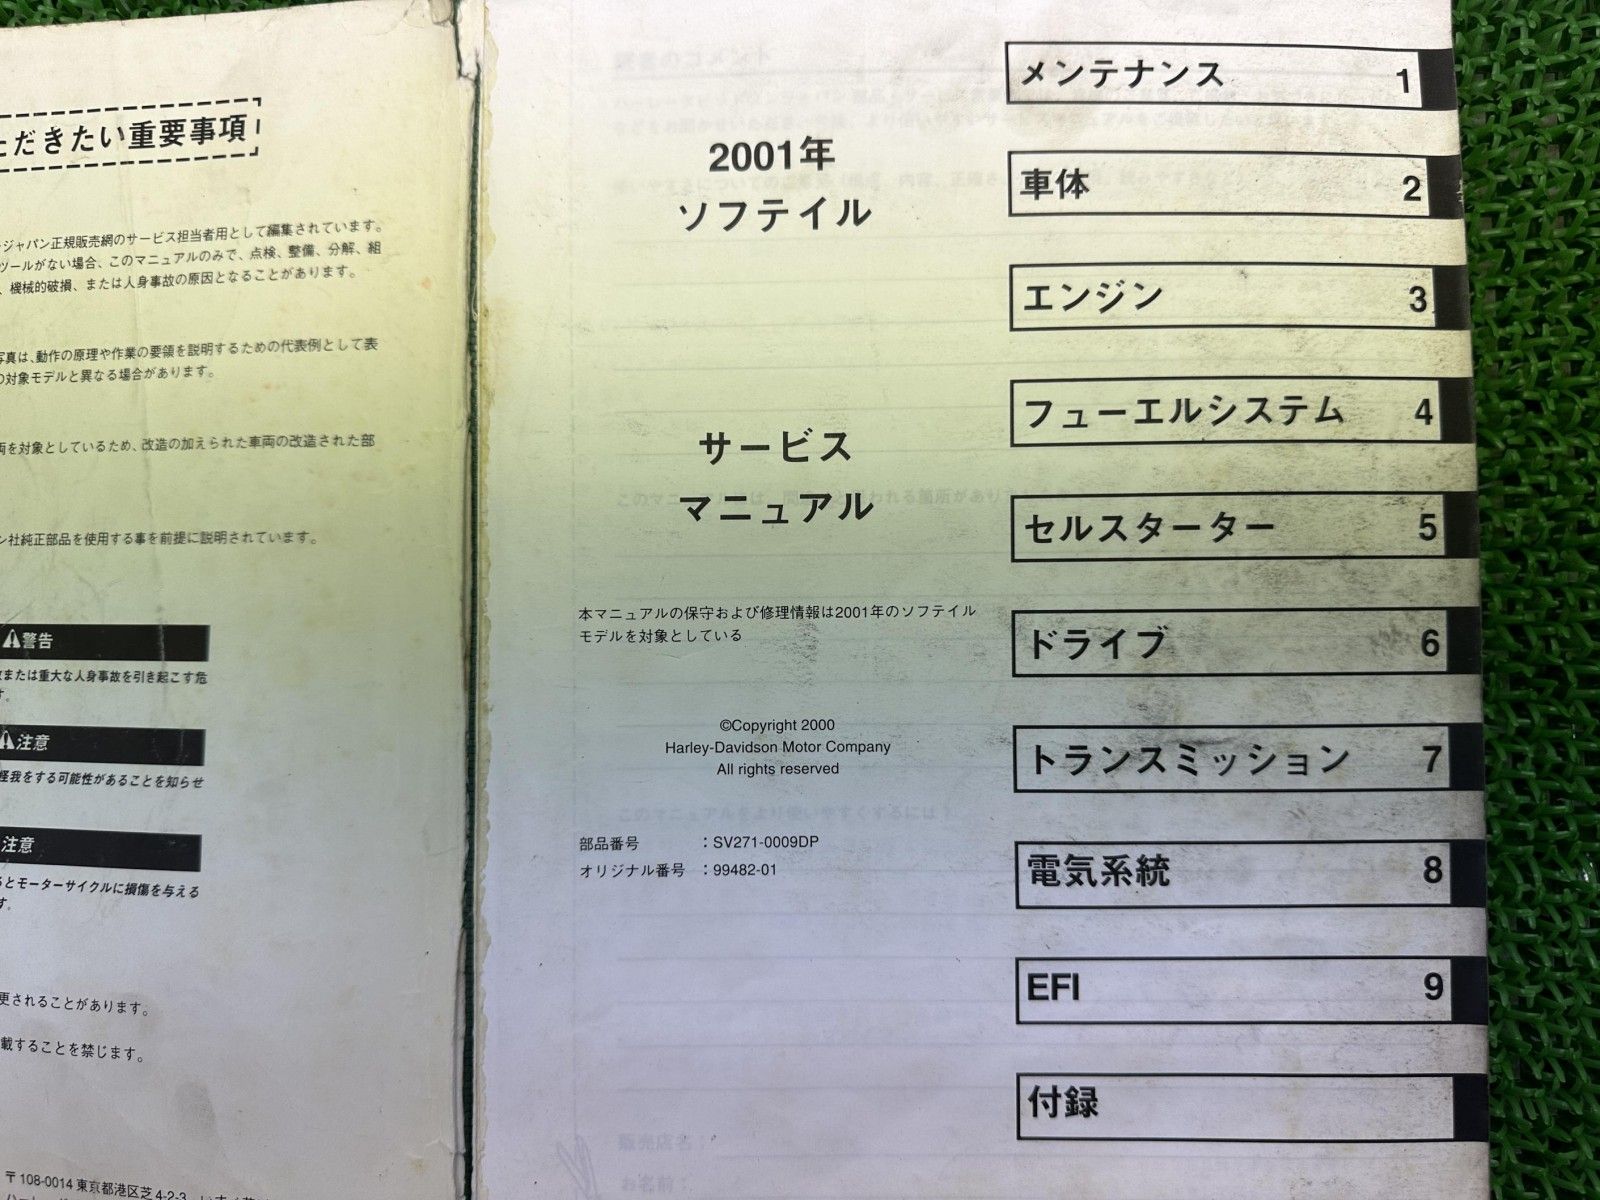 ただきたい重要事項
ジャパン正規販売網のサービス担当者用として編集されています。
ツールがない場合、このマニュアルのみで、点検、整備、分解、組
、機械的破損、または人身事故の原因となることがあります。
写真は、動作の原理や作業の要領を説明するための代表例として表
の対象モデルと異なる場合があります。
両を対象としているため、改造の加えられた車両の改造された部
ン社純正部品を使用する事を前提に説明されています。
⚠警告
または重大な人身事故を引き起こす危
す。
⚠注意
怪我をする可能性があることを知らせ
注意
るとモーターサイクルに損傷を与える
す。
更されることがあります。
載することを禁じます。
〒108-0014 東京都港区芝4-2-3
2001年
ソフテイル
サービス
マニュアル
本マニュアルの保守および修理情報は2001年のソフテイル
モデルを対象としている
©Copyright 2000
Harley-Davidson Motor Company
All rights reserved
部品番号 ：SV271-0009DP
オリジナル番号 ：99482-01
メンテナンス 1
車体 2
エンジン 3
フューエルシステム 4
セルスターター 5
ドライブ 6
トランスミッション 7
電気系統 8
EFI 9
付録